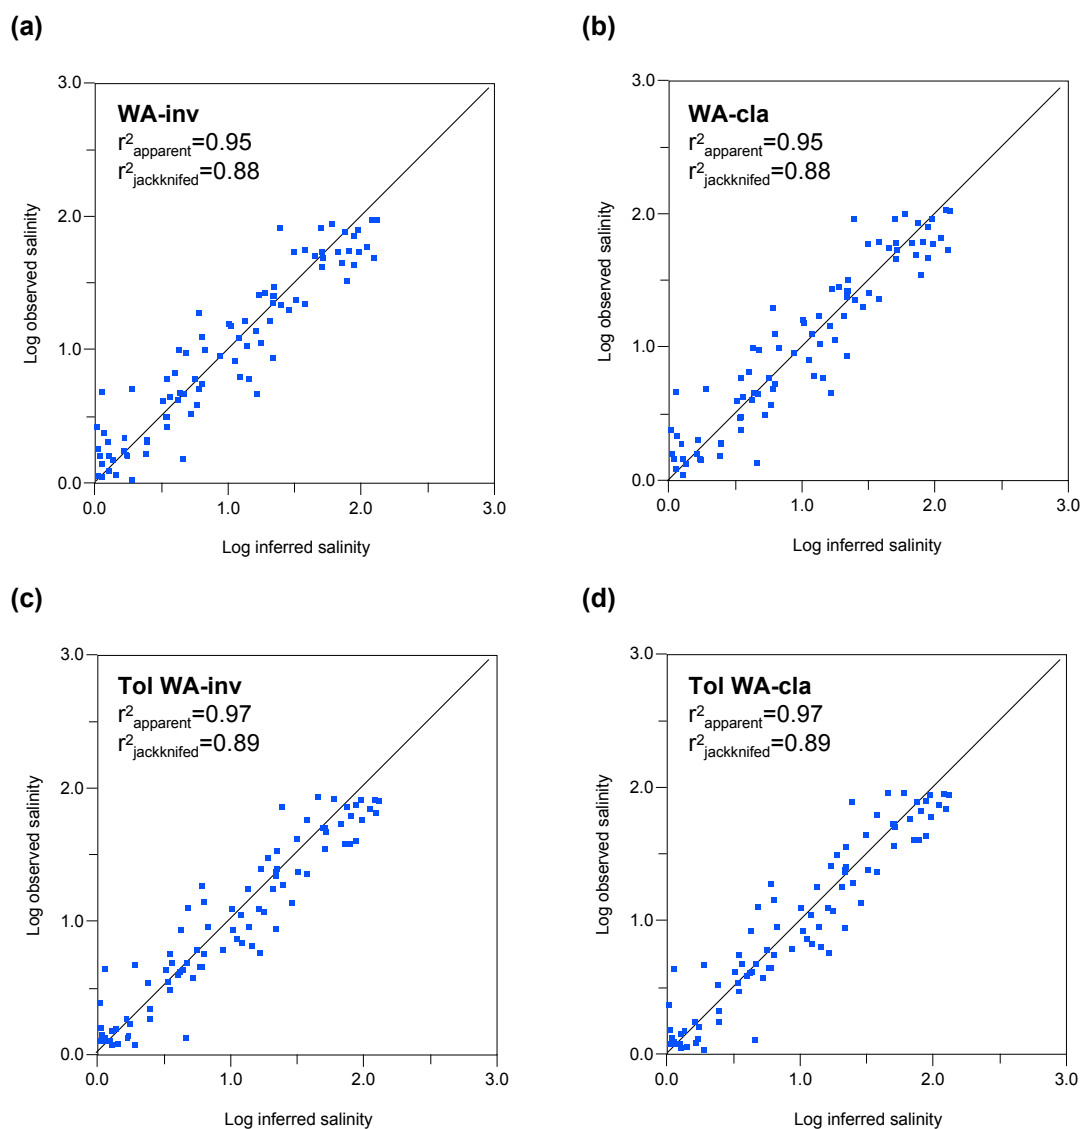 (a)
(b)
3.0
WA-inv
r²apparent=0.95
r²jackknifed=0.88
2.0
1.0
0.0
0.0 1.0 2.0 3.0
Log observed salinity
Log inferred salinity
3.0
WA-cla
r²apparent=0.95
r²jackknifed=0.88
2.0
1.0
0.0
0.0 1.0 2.0 3.0
Log observed salinity
Log inferred salinity
(c)
(d)
3.0
Tol WA-inv
r²apparent=0.97
r²jackknifed=0.89
2.0
1.0
0.0
0.0 1.0 2.0 3.0
Log observed salinity
Log inferred salinity
3.0
Tol WA-cla
r²apparent=0.97
r²jackknifed=0.89
2.0
1.0
0.0
0.0 1.0 2.0 3.0
Log observed salinity
Log inferred salinity